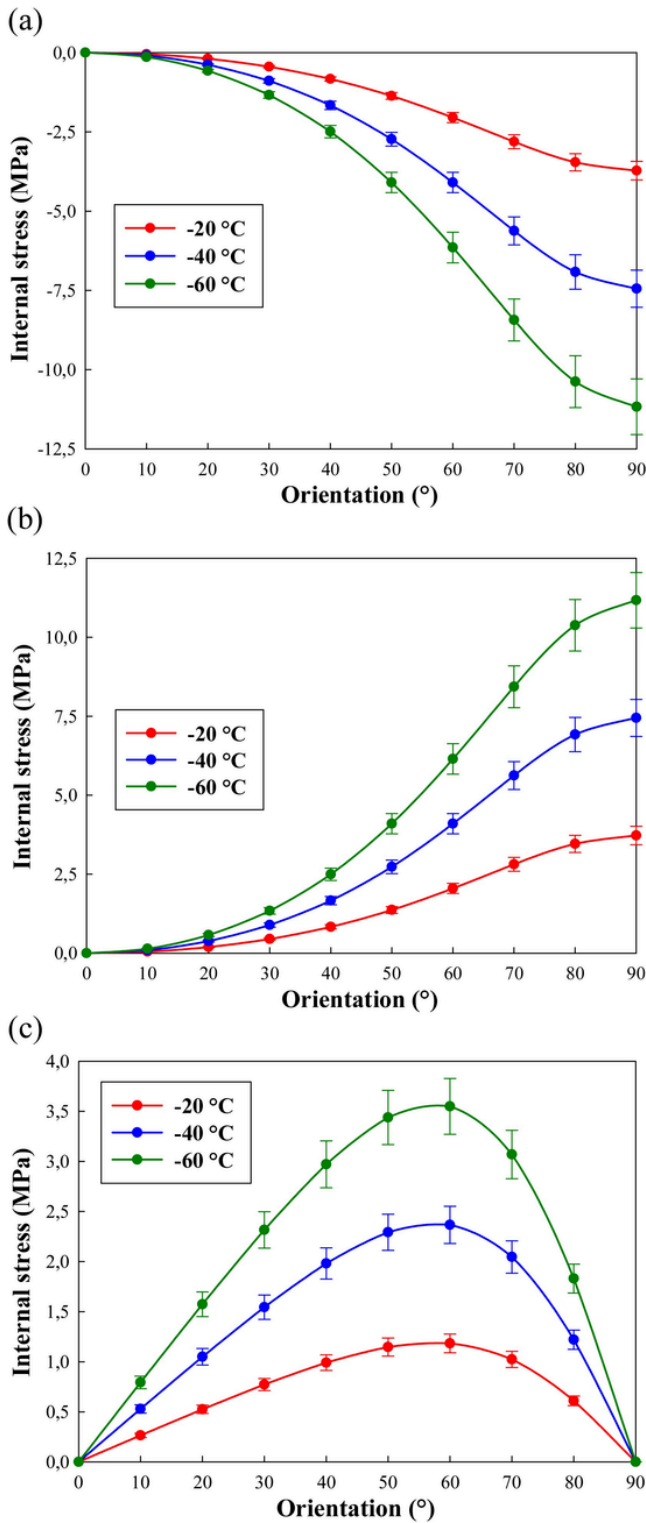 (a)
0,0
-2,5
-5,0
-7,5
-10,0
-12,5
Internal stress (MPa)
-20 °C
-40 °C
-60 °C
0 10 20 30 40 50 60 70 80 90
Orientation (°)
(b)
12,5
10,0
7,5
5,0
2,5
0,0
Internal stress (MPa)
-20 °C
-40 °C
-60 °C
0 10 20 30 40 50 60 70 80 90
Orientation (°)
(c)
4,0
3,5
3,0
2,5
2,0
1,5
1,0
0,5
0,0
Internal stress (MPa)
-20 °C
-40 °C
-60 °C
0 10 20 30 40 50 60 70 80 90
Orientation (°)